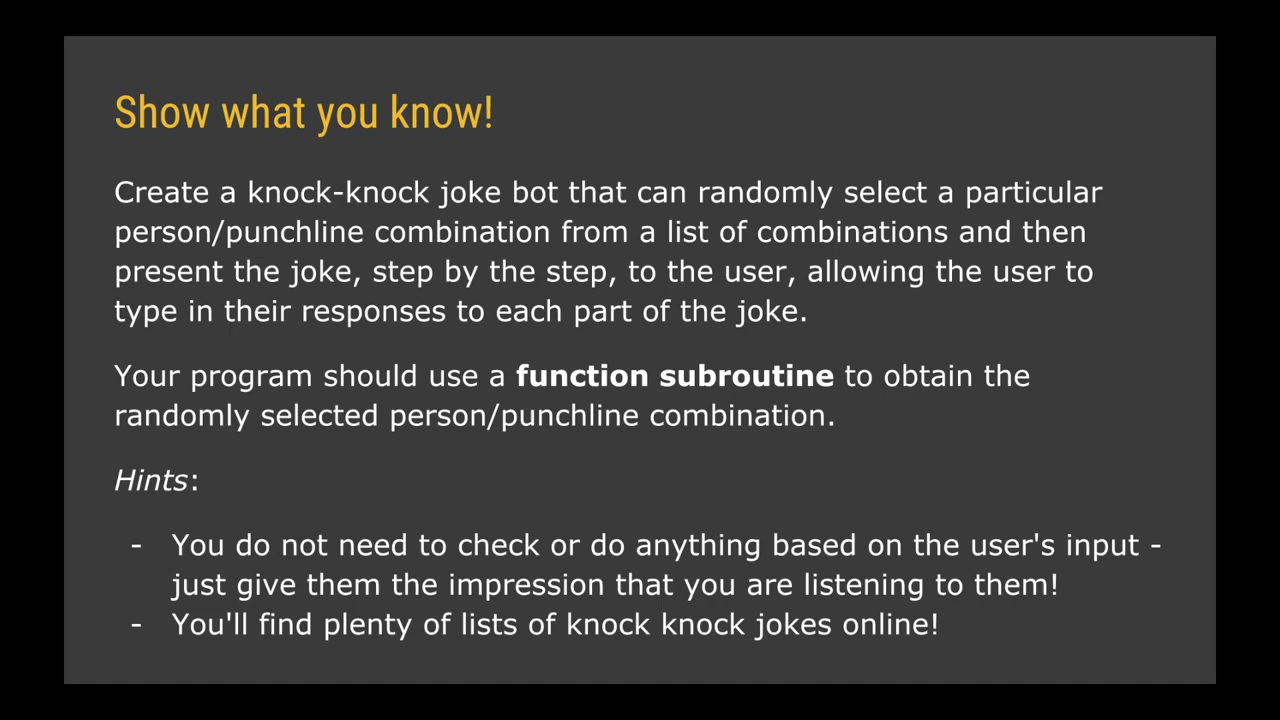 Show what you know!
Create a knock-knock joke bot that can randomly select a particular
person/punchline combination from a list of combinations and then
present the joke, step by the step, to the user, allowing the user to
type in their responses to each part of the joke.
Your program should use a function subroutine to obtain the
randomly selected person/punchline combination.
Hints:
- You do not need to check or do anything based on the user's input -
just give them the impression that you are listening to them!
- You'll find plenty of lists of knock knock jokes online!